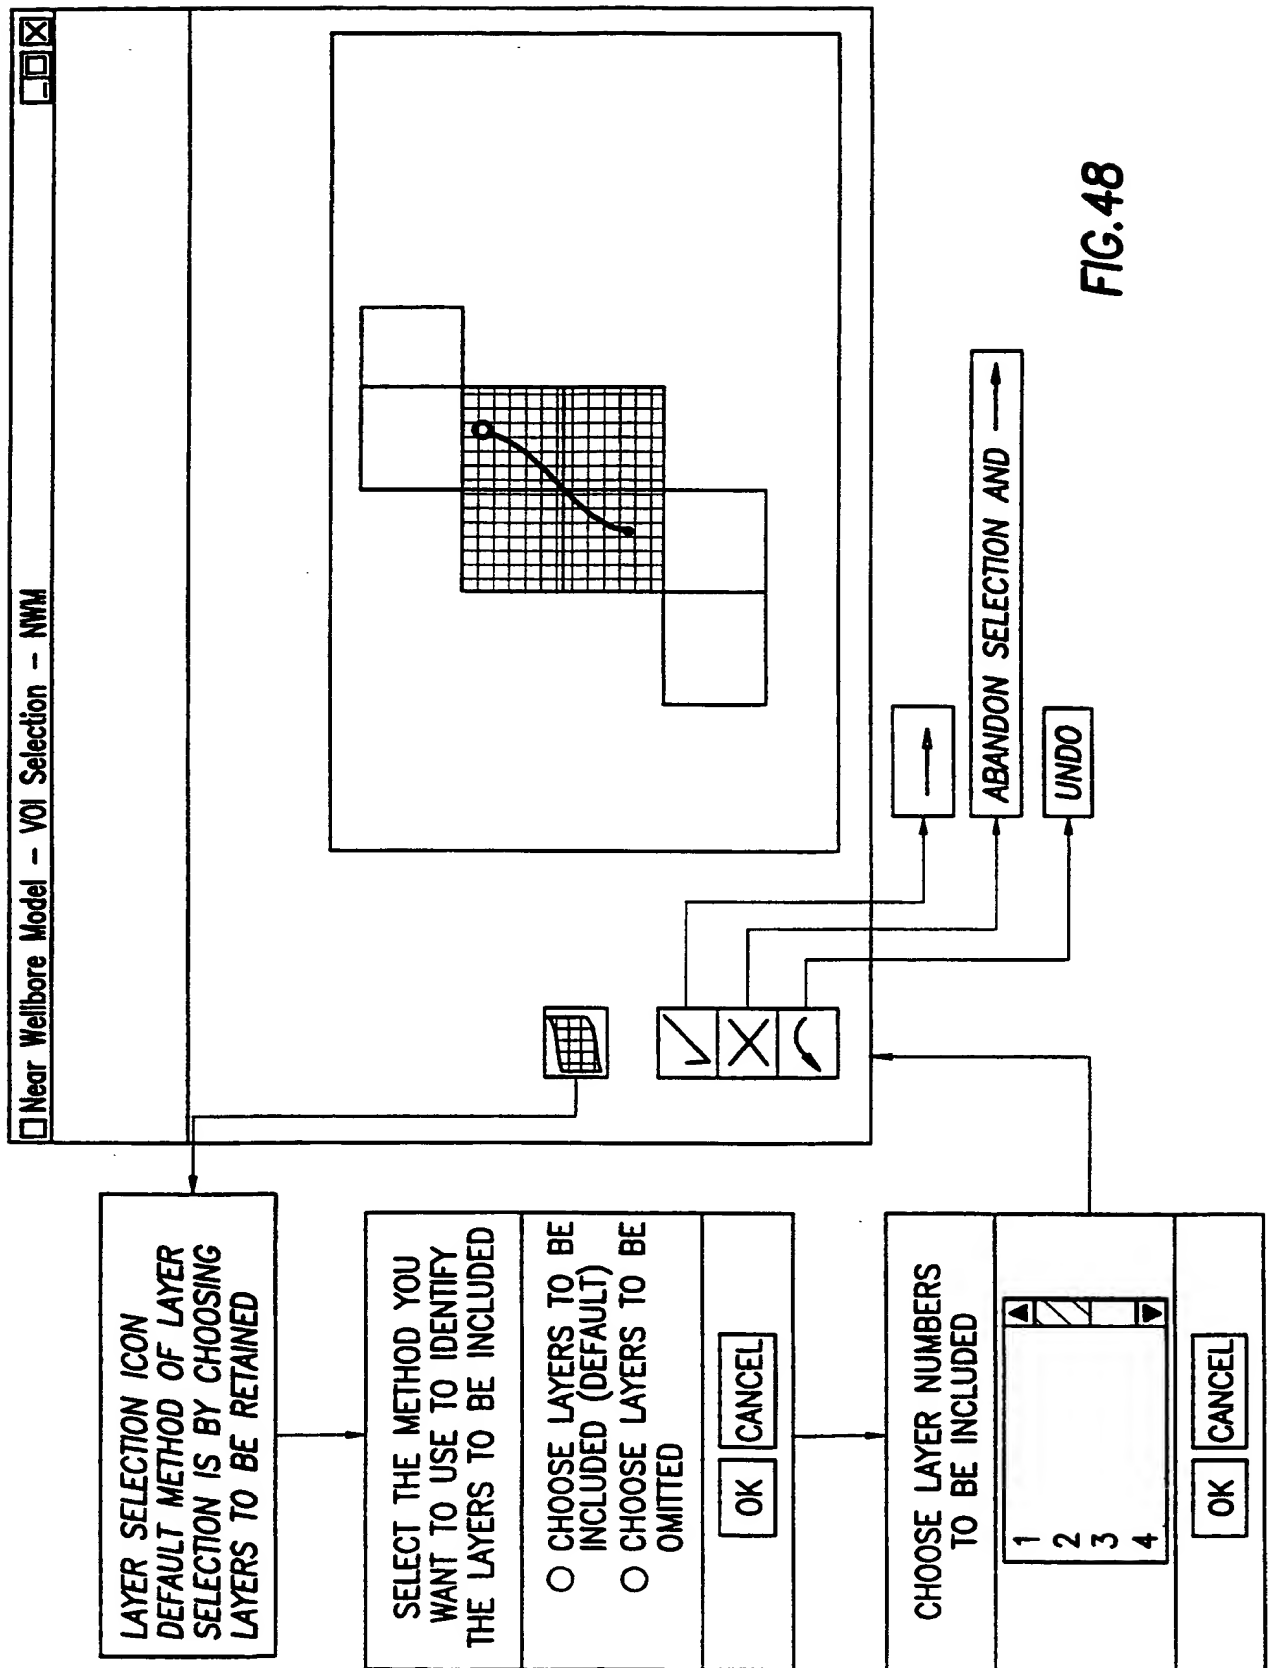 Near Wellbore Model – VOI Selection – NWM
LAYER SELECTION ICON
DEFAULT METHOD OF LAYER
SELECTION IS BY CHOOSING
LAYERS TO BE RETAINED
SELECT THE METHOD YOU
WANT TO USE TO IDENTIFY
THE LAYERS TO BE INCLUDED
CHOOSE LAYERS TO BE
INCLUDED (DEFAULT)
CHOOSE LAYERS TO BE
OMITTED
OK CANCEL
CHOOSE LAYER NUMBERS
TO BE INCLUDED
1
2
3
4
OK CANCEL
ABANDON SELECTION AND
UNDO
FIG.48